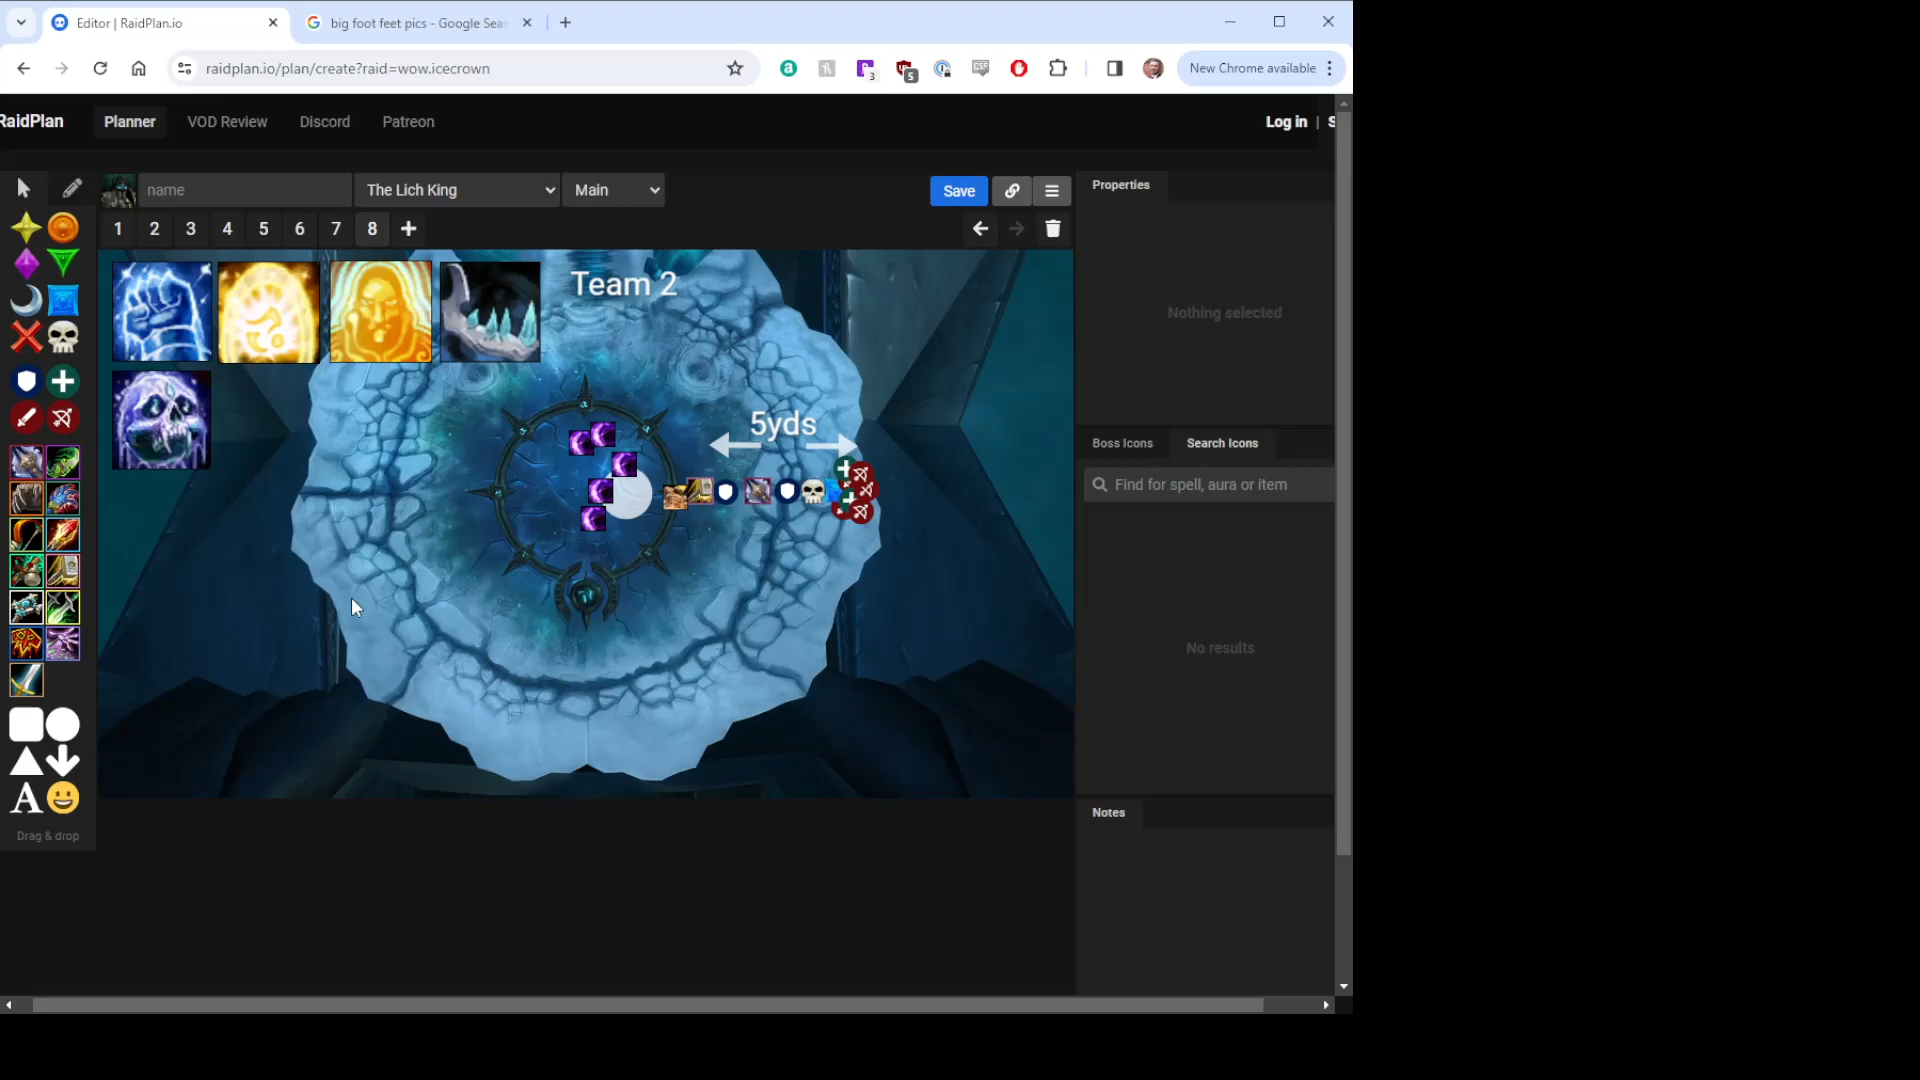 Editor | RaidPlan.io
big foot feet pics - Google Sear
raidplan.io/plan/create?raid=wow.icecrown
3
5
CSS
New Chrome available
RaidPlan
Planner
VOD Review
Discord
Patreon
Log in | S
name
The Lich King
Main
Save
Properties
1 2 3 4 5 6 7 8
Team 2
Nothing selected
5yds
Boss Icons
Search Icons
Find for spell, aura or item
No results
A
Drag & drop
Notes